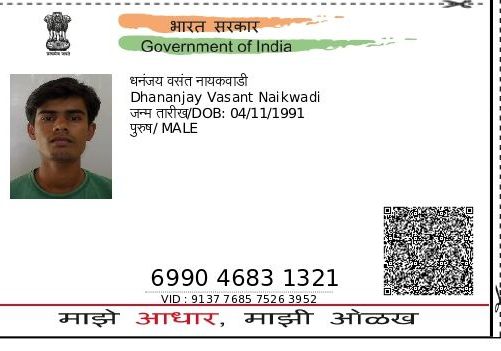 भारत सरकार
Government of India
धनंजय वसंत नायकवाडी
Dhananjay Vasant Naikwadi
जन्म तारीख/DOB: 04/11/1991
पुरुष/ MALE
6990 4683 1321
VID : 9137 7685 7526 3952
माझे आधार, माझी ओळख